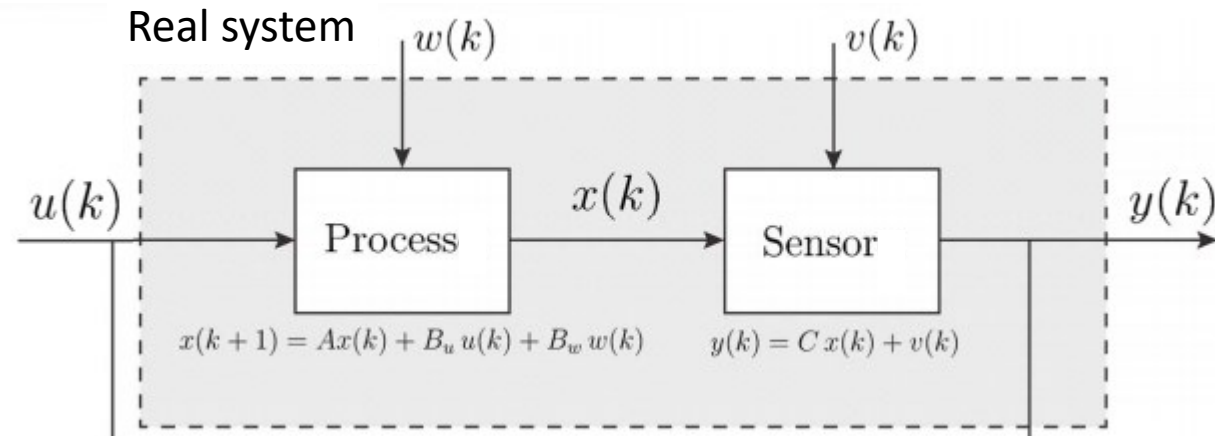 Real system
w(k)
v(k)
u(k)
Process
x(k)
Sensor
y(k)
x(k + 1) = Ax(k) + B_u u(k) + B_w w(k)
y(k) = C x(k) + v(k)